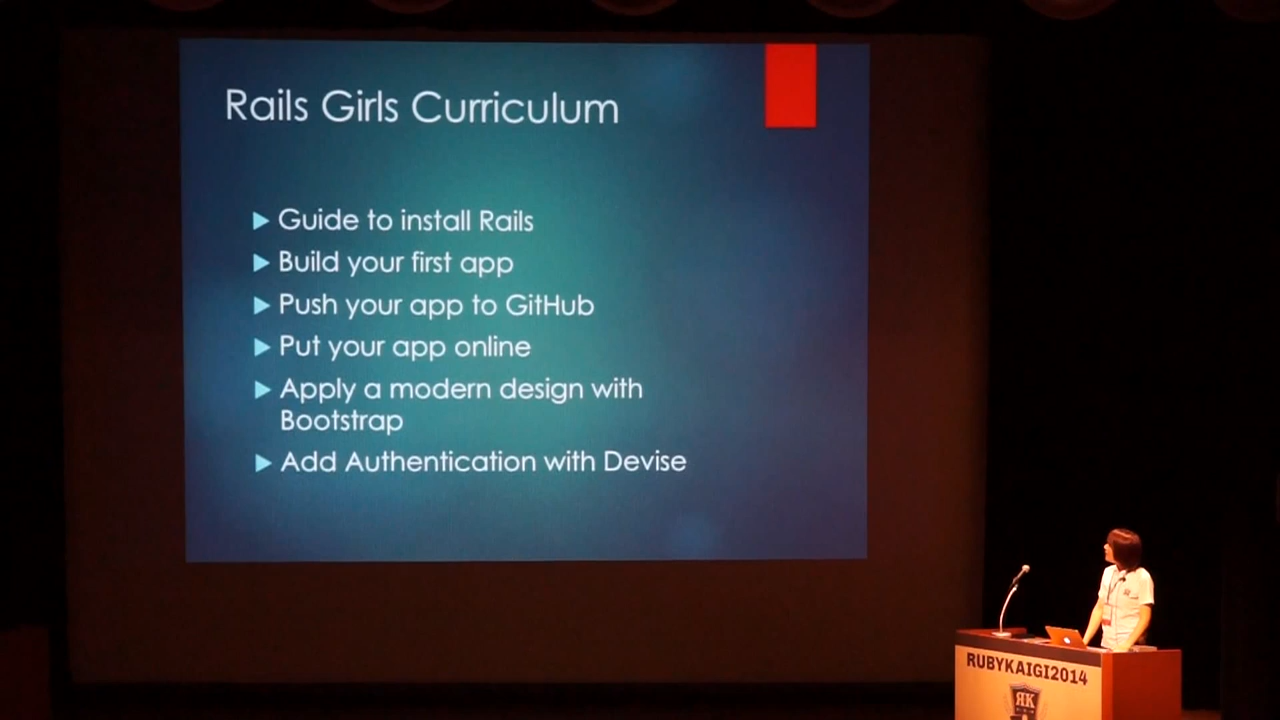 Rails Girls Curriculum
Guide to install Rails
Build your first app
Push your app to GitHub
Put your app online
Apply a modern design with
Bootstrap
Add Authentication with Devise
RUBYKAIGI2014
RK